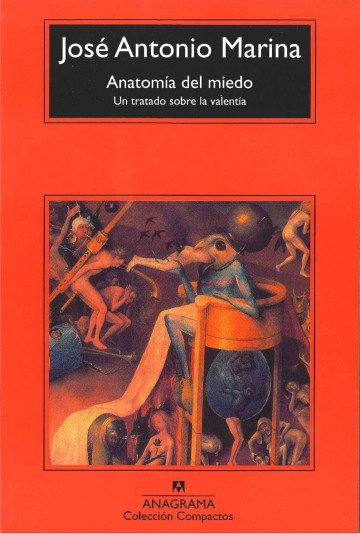 José Antonio Marina
Anatomía del miedo
Un tratado sobre la valentía
ANAGRAMA
Colección Compactos